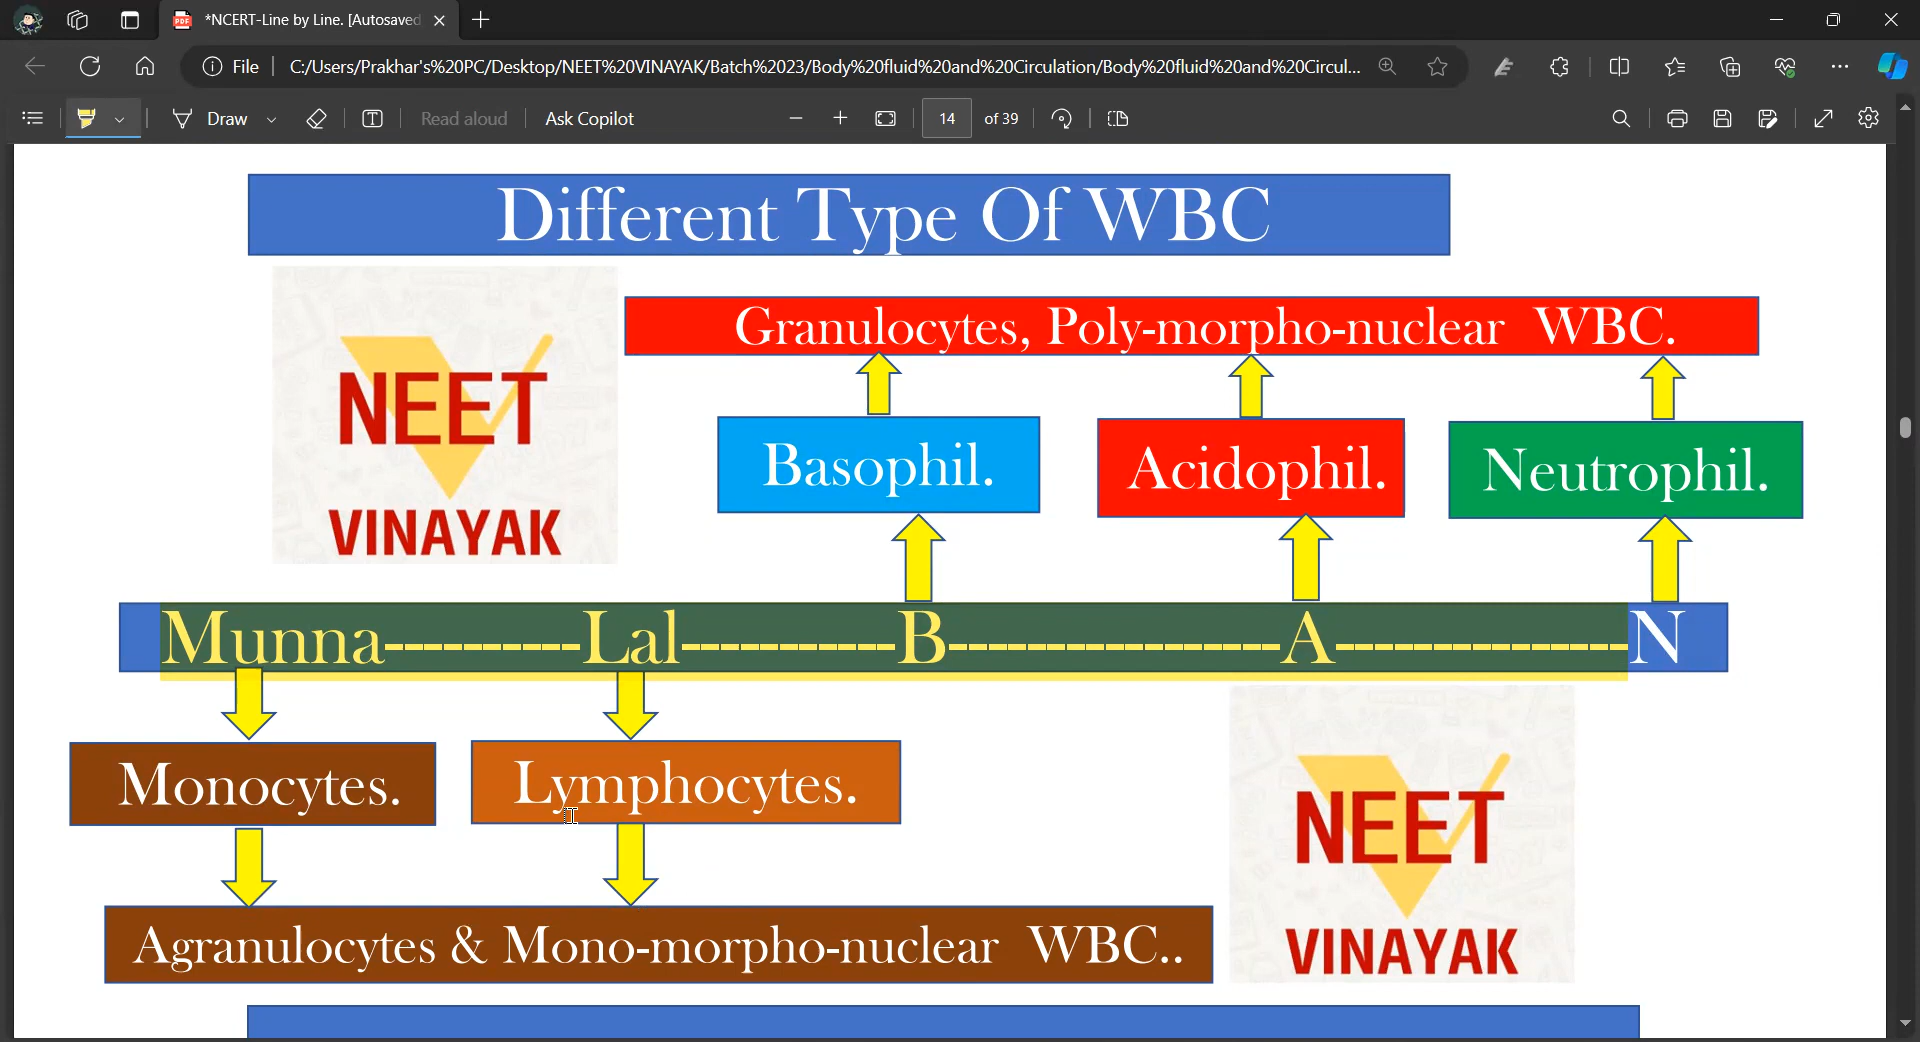 *NCERT-Line by Line. [Autosaved
File
C:/Users/Prakhar's%20PC/Desktop/NEET%20VINAYAK/Batch%2023/Body%20fluid%20and%20Circulation/Body%20fluid%20and%20Circul...
Draw
Read aloud
Ask Copilot
14 of 39
Different Type Of WBC
Granulocytes, Poly-morpho-nuclear WBC.
NEET
VINAYAK
Basophil. Acidophil. Neutrophil.
Munna---------Lal----------B---------------A-------------N
Monocytes. Lymphocytes.
NEET
VINAYAK
Agranulocytes & Mono-morpho-nuclear WBC..